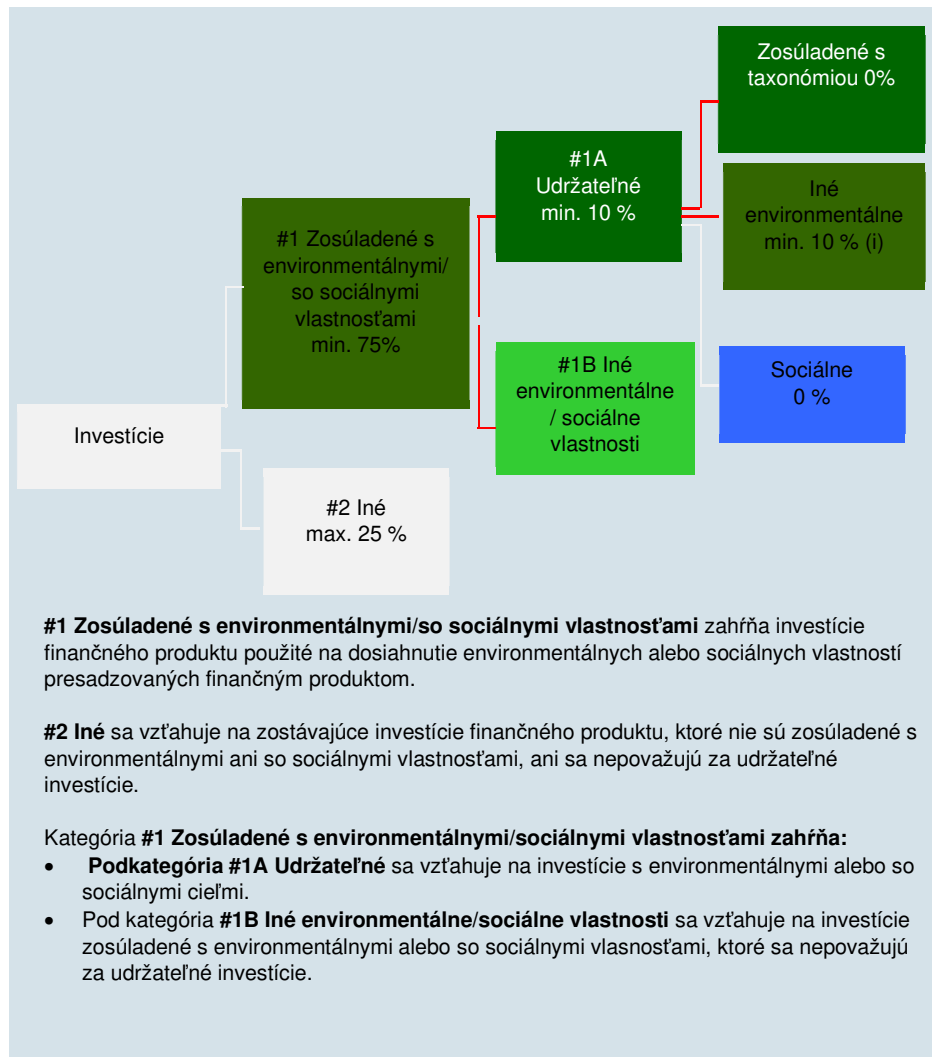 Zosúladené s
taxonómiou 0%
#1A
Udržateľné
min. 10 %
Iné
environmentálne
min. 10 % (i)
#1 Zosúladené s
environmentálnymi/
so sociálnymi
vlastnosťami
min. 75%
#1B Iné
environmentálne
/ sociálne
vlastnosti
Sociálne
0 %
Investície
#2 Iné
max. 25 %
#1 Zosúladené s environmentálnymi/so sociálnymi vlastnosťami zahŕňa investície
finančného produktu použité na dosiahnutie environmentálnych alebo sociálnych vlastností
presadzovaných finančným produktom.
#2 Iné sa vzťahuje na zostávajúce investície finančného produktu, ktoré nie sú zosúladené s
environmentálnymi ani so sociálnymi vlastnosťami, ani sa nepovažujú za udržateľné
investície.
Kategória #1 Zosúladené s environmentálnymi/sociálnymi vlastnosťami zahŕňa:
• Podkategória #1A Udržateľné sa vzťahuje na investície s environmentálnymi alebo so
sociálnymi cieľmi.
• Pod kategória #1B Iné environmentálne/sociálne vlastnosti sa vzťahuje na investície
zosúladené s environmentálnymi alebo so sociálnymi vlasnosťami, ktoré sa nepovažujú
za udržateľné investície.